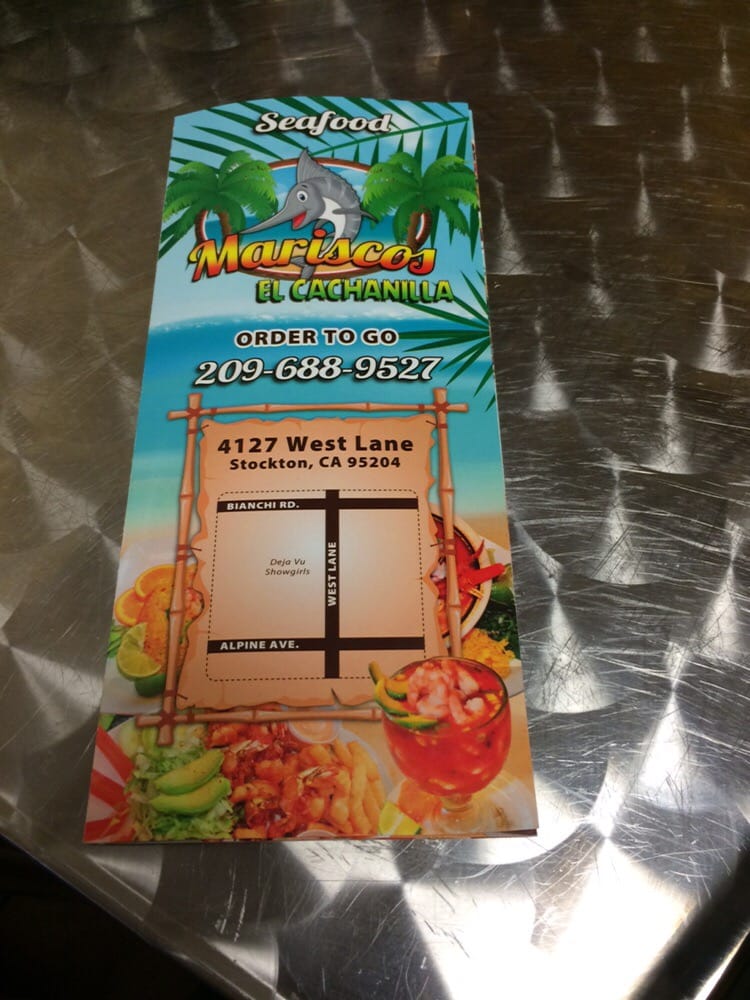 Seafood
Mariscos
EL CACHANILLA
ORDER TO GO
209-688-9527
4127 West Lane
Stockton, CA 95204
BIANCHI RD.
Deja Vu
Showgirls
WEST LANE
ALPINE AVE.